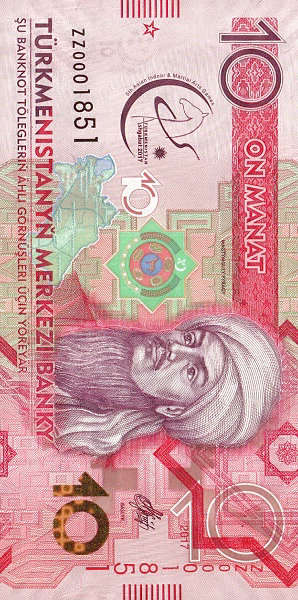 TÜRKMENISTANYŇ MERKEZI BANKY
ŞU BANKNOT TÖLEGLERIŇ ÄHLI GÖRNÜŞLERI ÜÇIN ÝÖREÝÄR
ZZ0001851
5th Asian Indoor & Martial Arts Games
TURKMENISTAN
Ashgabat 2017
10
ON MANAT
10
10
10
2017
0001851